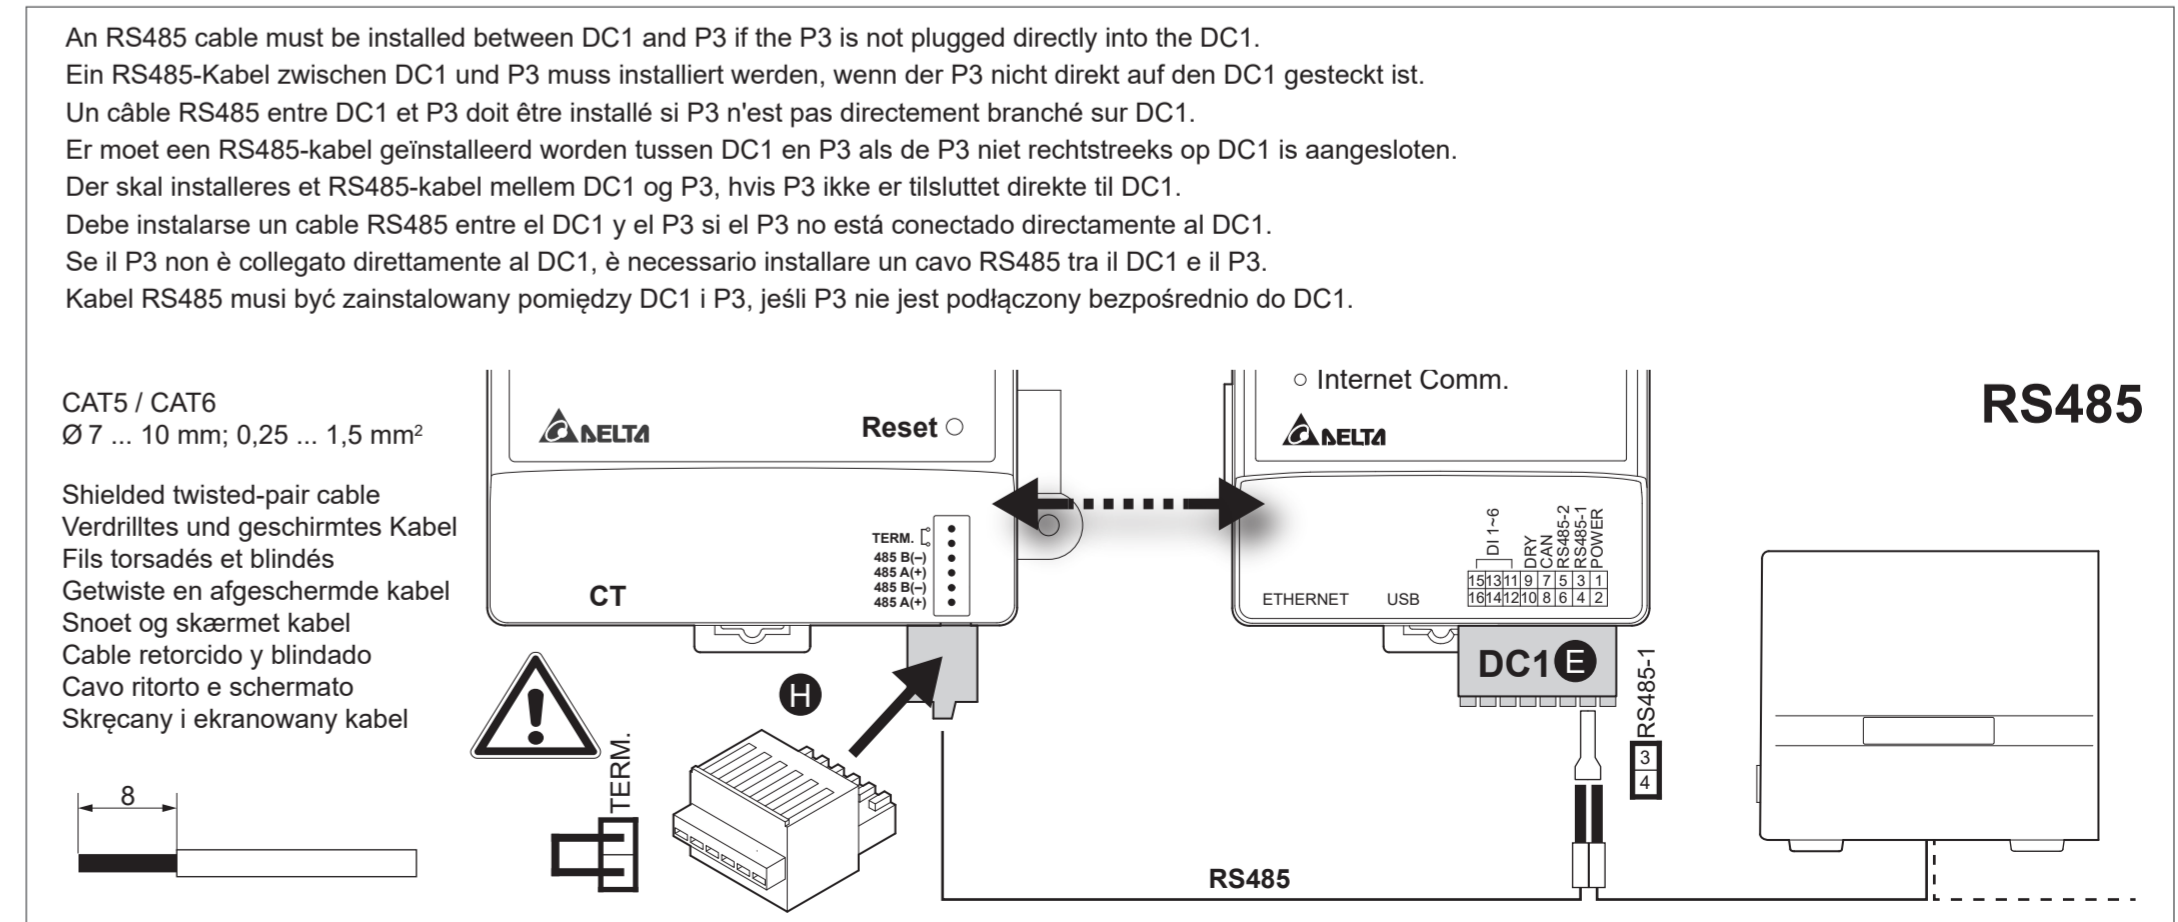 An RS485 cable must be installed between DC1 and P3 if the P3 is not plugged directly into the DC1.
Ein RS485-Kabel zwischen DC1 und P3 muss installiert werden, wenn der P3 nicht direkt auf den DC1 gesteckt ist.
Un câble RS485 entre DC1 et P3 doit être installé si P3 n'est pas directement branché sur DC1.
Er moet een RS485-kabel geïnstalleerd worden tussen DC1 en P3 als de P3 niet rechtstreeks op DC1 is aangesloten.
Der skal installeres et RS485-kabel mellem DC1 og P3, hvis P3 ikke er tilsluttet direkte til DC1.
Debe instalarse un cable RS485 entre el DC1 y el P3 si el P3 no está conectado directamente al DC1.
Se il P3 non è collegato direttamente al DC1, è necessario installare un cavo RS485 tra il DC1 e il P3.
Kabel RS485 musi być zainstalowany pomiędzy DC1 i P3, jeśli P3 nie jest podłączony bezpośrednio do DC1.
CAT5 / CAT6
Ø 7 ... 10 mm; 0,25 ... 1,5 mm²
Shielded twisted-pair cable
Verdrilltes und geschirmtes Kabel
Fils torsadés et blindés
Getwiste en afgeschermde kabel
Snoet og skærmet kabel
Cable retorcido y blindado
Cavo ritorto e schermato
Skręcany i ekranowany kabel
8
DELTA
Reset
TERM.
485 B(–)
485 A(+)
485 B(–)
485 A(+)
CT
H
TERM.
Internet Comm.
DELTA
DI 1~6
DRY
CAN
RS485-2
RS485-1
POWER
15 13 11 9 7 5 3 1
16 14 12 10 8 6 4 2
ETHERNET USB
DC1 E
RS485-1
3
4
RS485
RS485